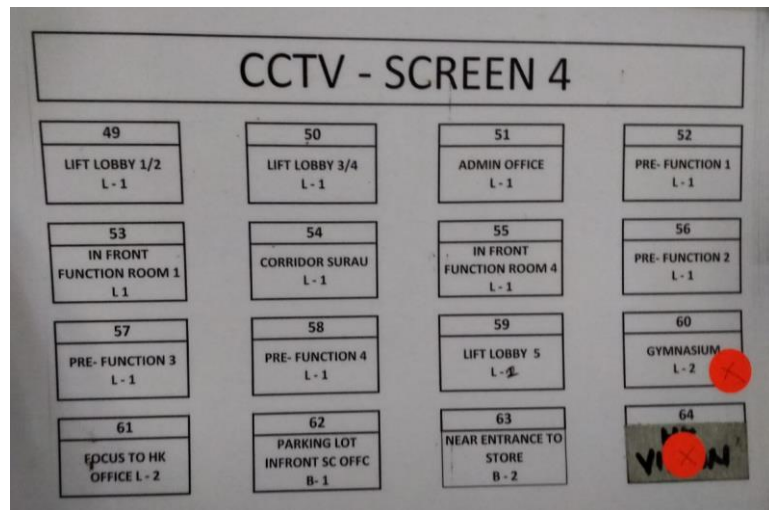 CCTV - SCREEN 4
49
LIFT LOBBY 1/2
L - 1
50
LIFT LOBBY 3/4
L - 1
51
ADMIN OFFICE
L - 1
52
PRE- FUNCTION 1
L - 1
53
IN FRONT
FUNCTION ROOM 1
L 1
54
CORRIDOR SURAU
L - 1
55
IN FRONT
FUNCTION ROOM 4
L - 1
56
PRE- FUNCTION 2
L - 1
57
PRE- FUNCTION 3
L - 1
58
PRE- FUNCTION 4
L - 1
59
LIFT LOBBY 5
L -
60
GYMNASIUM
L - 2
61
FOCUS TO HK
OFFICE L - 2
62
PARKING LOT
INFRONT SC OFFC
B- 1
63
NEAR ENTRANCE TO
STORE
B - 2
64